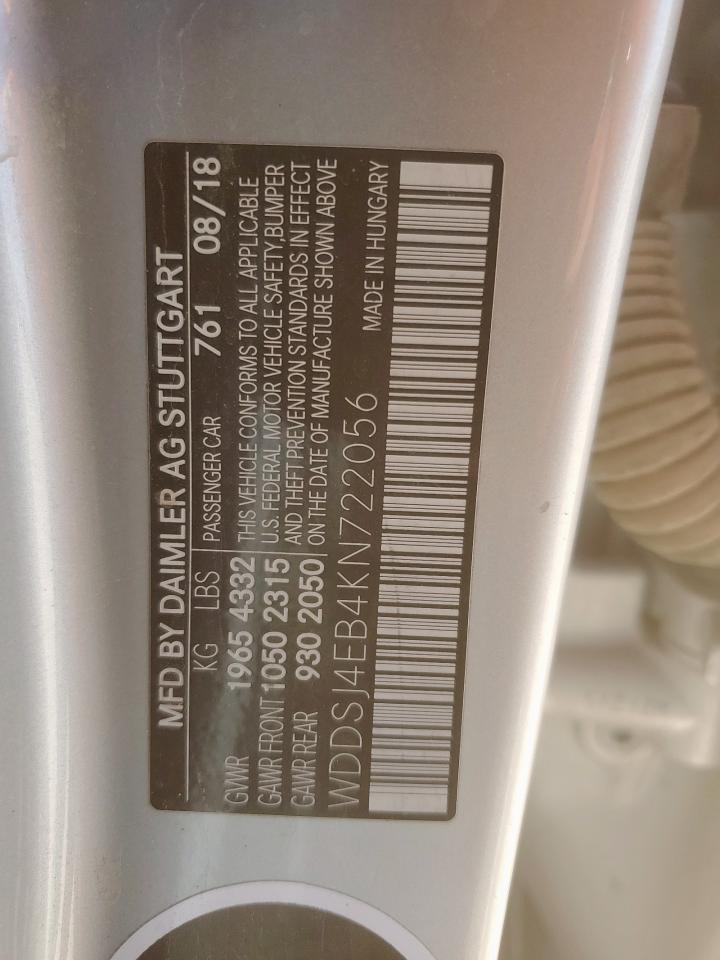 MFD BY DAIMLER AG STUTTGART
KG LBS PASSENGER CAR 761 08/18
GVWR 1965 4332 THIS VEHICLE CONFORMS TO ALL APPLICABLE
GAWR FRONT 1050 2315 U.S. FEDERAL MOTOR VEHICLE SAFETY,BUMPER
GAWR REAR 930 2050 AND THEFT PREVENTION STANDARDS IN EFFECT
ON THE DATE OF MANUFACTURE SHOWN ABOVE
WDDSJ4EB4KN722056 MADE IN HUNGARY